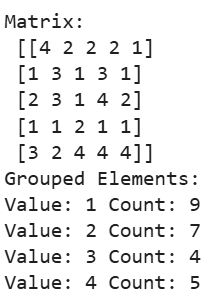 Matrix:
[[4 2 2 2 1]
[1 3 1 3 1]
[2 3 1 4 2]
[1 1 2 1 1]
[3 2 4 4 4]]
Grouped Elements:
Value: 1 Count: 9
Value: 2 Count: 7
Value: 3 Count: 4
Value: 4 Count: 5